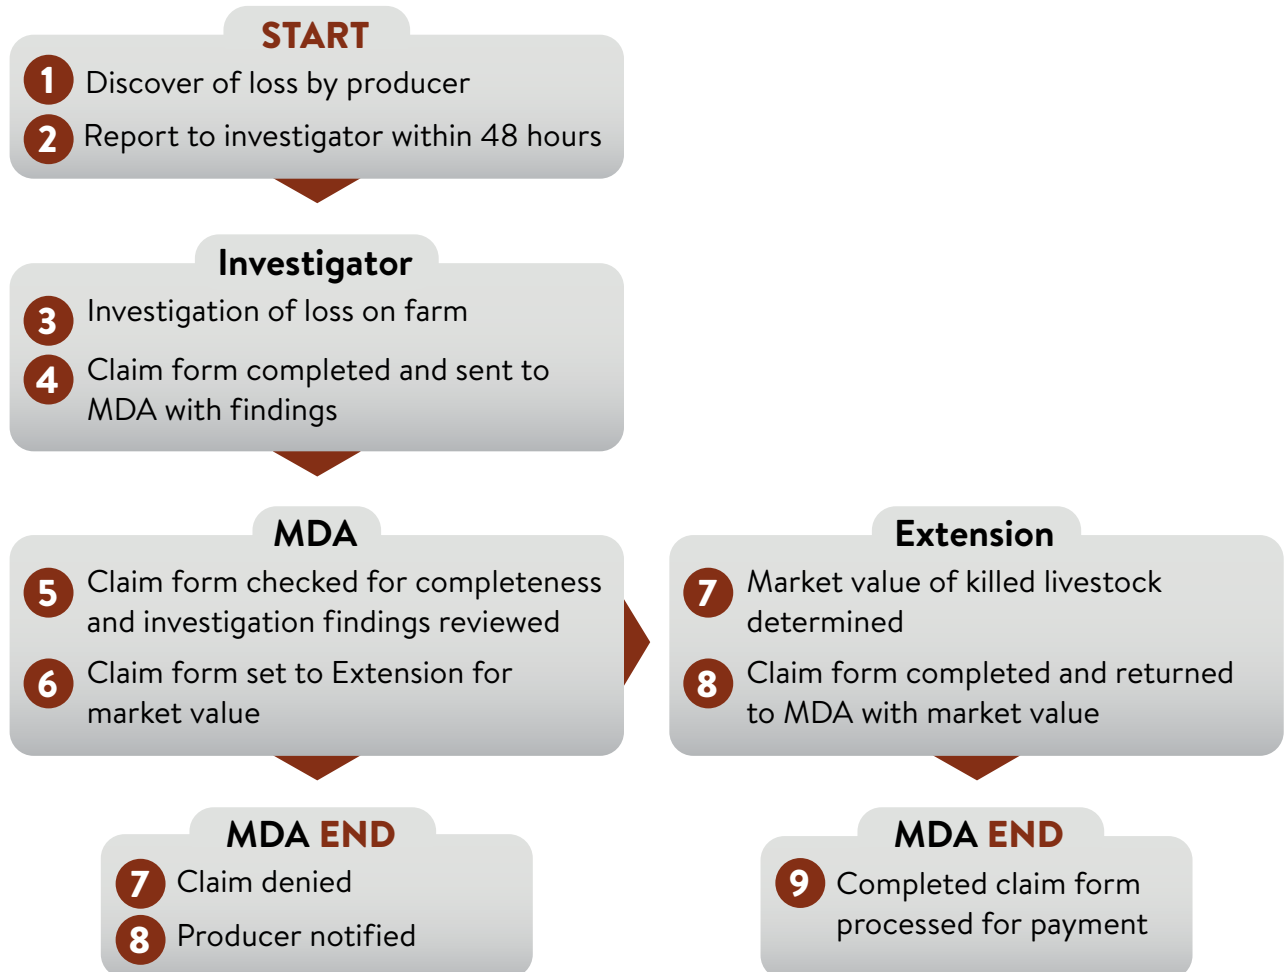 START
1 Discover of loss by producer
2 Report to investigator within 48 hours
Investigator
3 Investigation of loss on farm
4 Claim form completed and sent to
MDA with findings
MDA
5 Claim form checked for completeness
and investigation findings reviewed
6 Claim form set to Extension for
market value
Extension
7 Market value of killed livestock
determined
8 Claim form completed and returned
to MDA with market value
MDA END
7 Claim denied
8 Producer notified
MDA END
9 Completed claim form
processed for payment